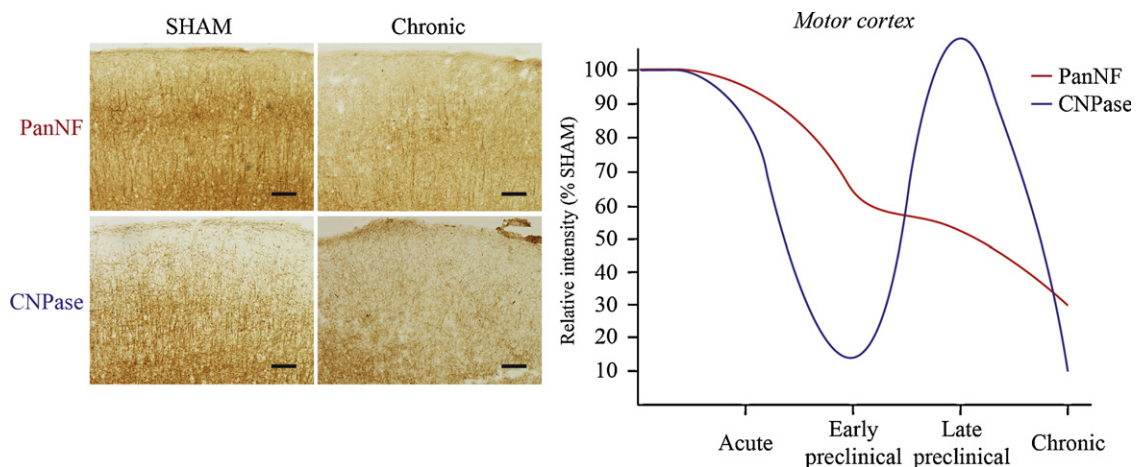 SHAM
Chronic
PanNF
CNPase
Motor cortex
Relative intensity (% SHAM)
100
90
80
70
60
50
40
30
20
10
PanNF
CNPase
Acute
Early
preclinical
Late
preclinical
Chronic